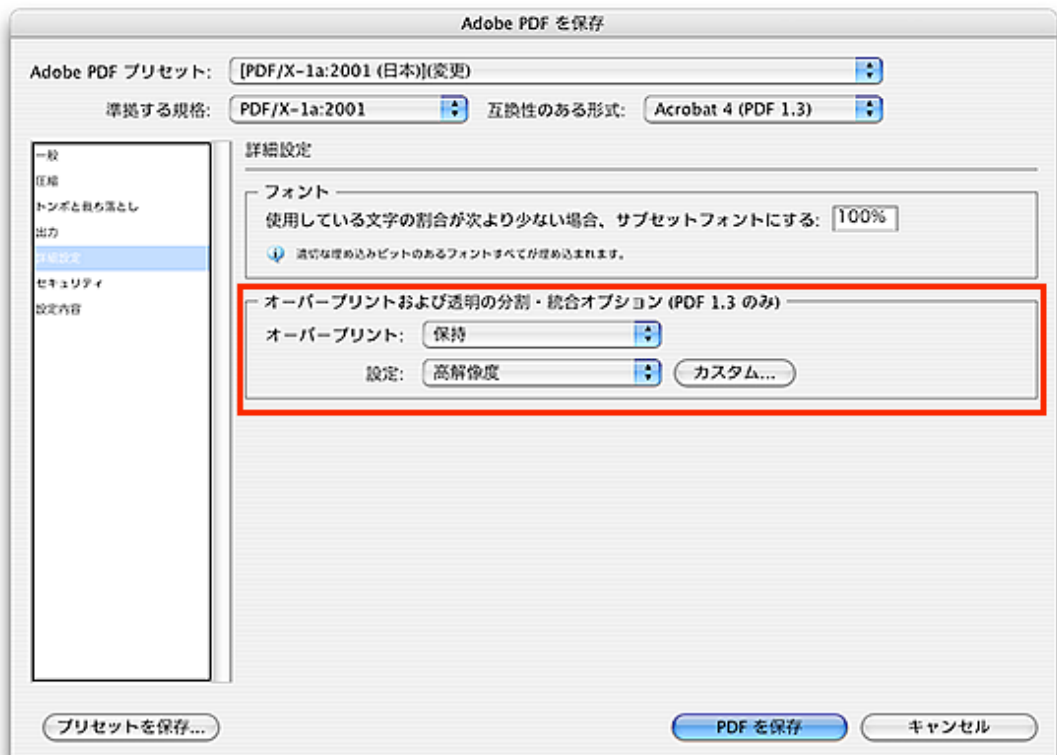 Adobe PDF を保存
Adobe PDF プリセット: [PDF/X-1a:2001 (日本)](変更)
準拠する規格: PDF/X-1a:2001 互換性のある形式: Acrobat 4 (PDF 1.3)
一般
圧縮
トンボと裁ち落とし
出力
詳細設定
セキュリティ
設定内容
詳細設定
フォント
使用している文字の割合が次より少ない場合、サブセットフォントにする: 100%
適切な埋め込みビットのあるフォントすべてが埋め込まれます。
オーバープリントおよび透明の分割・統合オプション (PDF 1.3 のみ)
オーバープリント: 保持
設定: 高解像度 カスタム...
プリセットを保存... PDF を保存 キャンセル